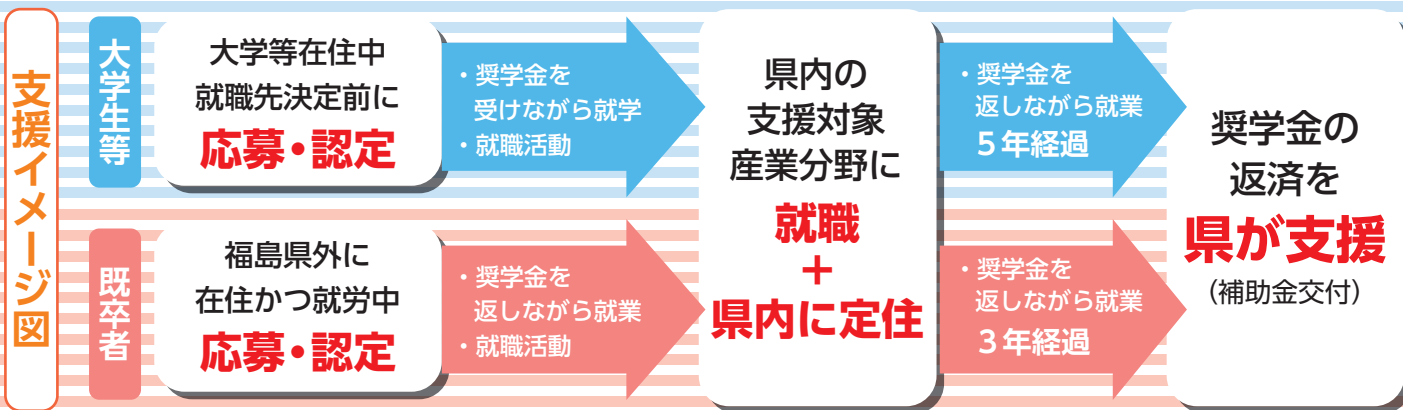 支援イメージ図
大学生等
大学等在住中
就職先決定前に
応募・認定
・奨学金を
受けながら就学
・就職活動
既卒者
福島県外に
在住かつ就労中
応募・認定
・奨学金を
返しながら就業
・就職活動
県内の
支援対象
産業分野に
就職
＋
県内に定住
・奨学金を
返しながら就業
5年経過
・奨学金を
返しながら就業
3年経過
奨学金の
返済を
県が支援
（補助金交付）